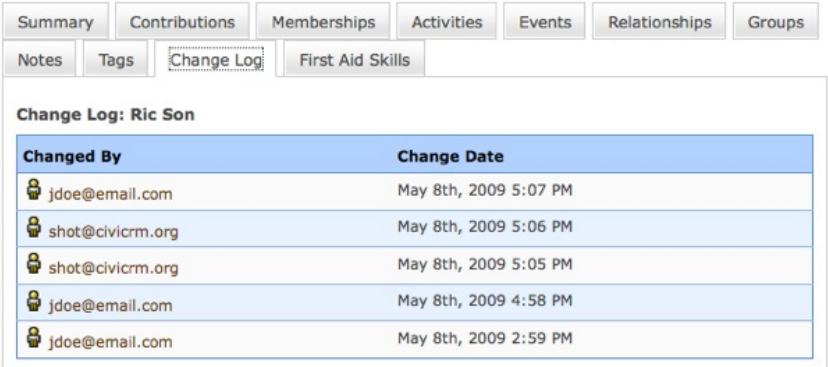 Summary Contributions Memberships Activities Events Relationships Groups
Notes Tags Change Log First Aid Skills
Change Log: Ric Son
Changed By Change Date
jdoe@email.com May 8th, 2009 5:07 PM
shot@civicrm.org May 8th, 2009 5:06 PM
shot@civicrm.org May 8th, 2009 5:05 PM
jdoe@email.com May 8th, 2009 4:58 PM
jdoe@email.com May 8th, 2009 2:59 PM